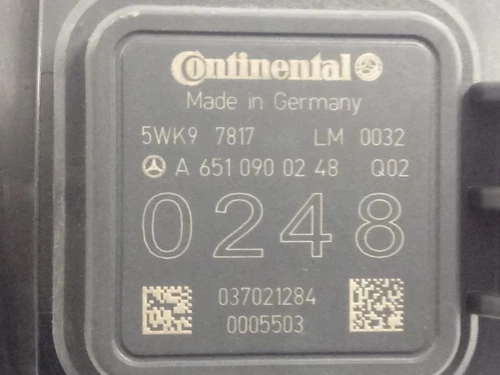 Continental
Made in Germany
5WK9 7817 LM 0032
A 651 090 02 48 Q02
0248
037021284
0005503